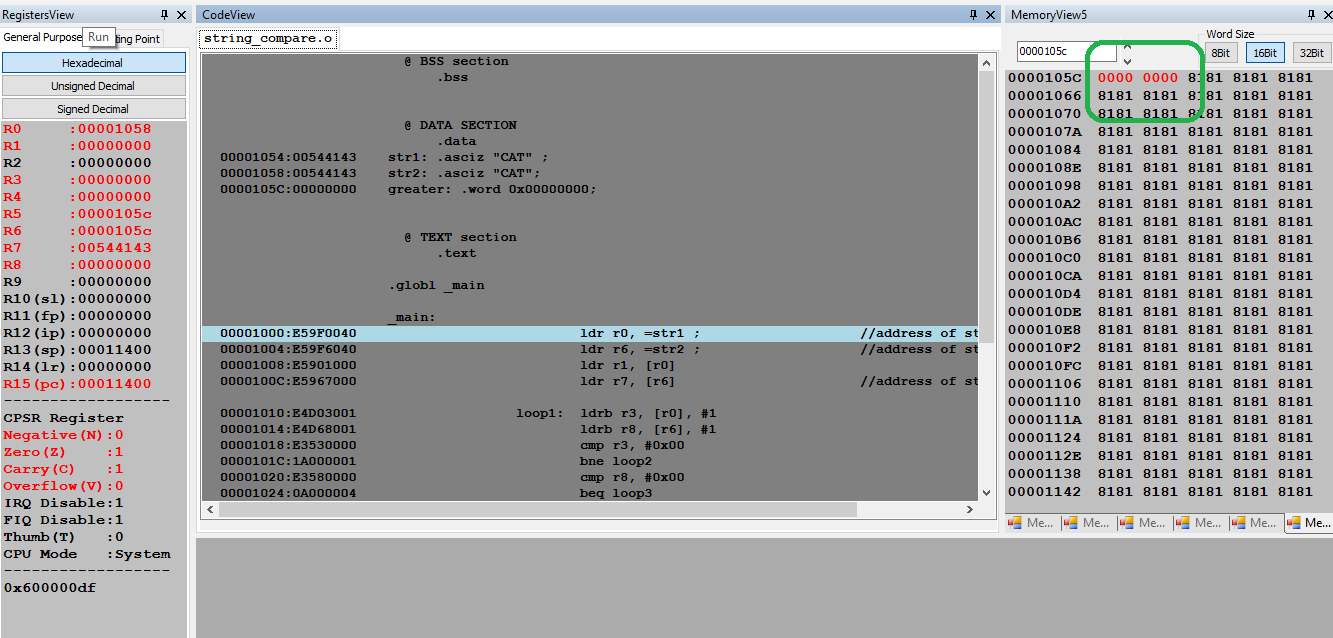 RegistersView
General Purpose Run ting Point
Hexadecimal
Unsigned Decimal
Signed Decimal
R0 :00001058
R1 :00000000
R2 :00000000
R3 :00000000
R4 :00000000
R5 :0000105c
R6 :0000105c
R7 :00544143
R8 :00000000
R9 :00000000
R10(sl):00000000
R11(fp):00000000
R12(ip):00000000
R13(sp):00011400
R14(lr):00000000
R15(pc):00011400
------------------
CPSR Register
Negative(N):0
Zero(Z) :1
Carry(C) :1
Overflow(V):0
IRQ Disable:1
FIQ Disable:1
Thumb(T) :0
CPU Mode :System
------------------
0x600000df
CodeView
string_compare.o
@ BSS section
.bss
@ DATA SECTION
.data
00001054:00544143 str1: .asciz "CAT" ;
00001058:00544143 str2: .asciz "CAT";
0000105C:00000000 greater: .word 0x00000000;
@ TEXT section
.text
.globl _main
_main:
00001000:E59F0040 ldr r0, =str1 ; //address of st
00001004:E59F6040 ldr r6, =str2 ; //address of st
00001008:E5901000 ldr r1, [r0]
0000100C:E5967000 ldr r7, [r6] //address of st
00001010:E4D03001 loop1: ldrb r3, [r0], #1
00001014:E4D68001 ldrb r8, [r6], #1
00001018:E3530000 cmp r3, #0x00
0000101C:1A000001 bne loop2
00001020:E3580000 cmp r8, #0x00
00001024:0A000004 beq loop3
MemoryView5
0000105c
Word Size
8Bit 16Bit 32Bit
0000105C 0000 0000 8181 8181 8181
00001066 8181 8181 8181 8181 8181
00001070 8181 8181 8181 8181 8181
0000107A 8181 8181 8181 8181 8181
00001084 8181 8181 8181 8181 8181
0000108E 8181 8181 8181 8181 8181
00001098 8181 8181 8181 8181 8181
000010A2 8181 8181 8181 8181 8181
000010AC 8181 8181 8181 8181 8181
000010B6 8181 8181 8181 8181 8181
000010C0 8181 8181 8181 8181 8181
000010CA 8181 8181 8181 8181 8181
000010D4 8181 8181 8181 8181 8181
000010DE 8181 8181 8181 8181 8181
000010E8 8181 8181 8181 8181 8181
000010F2 8181 8181 8181 8181 8181
000010FC 8181 8181 8181 8181 8181
00001106 8181 8181 8181 8181 8181
00001110 8181 8181 8181 8181 8181
0000111A 8181 8181 8181 8181 8181
00001124 8181 8181 8181 8181 8181
0000112E 8181 8181 8181 8181 8181
00001138 8181 8181 8181 8181 8181
00001142 8181 8181 8181 8181 8181
Me... Me... Me... Me... Me... Me...